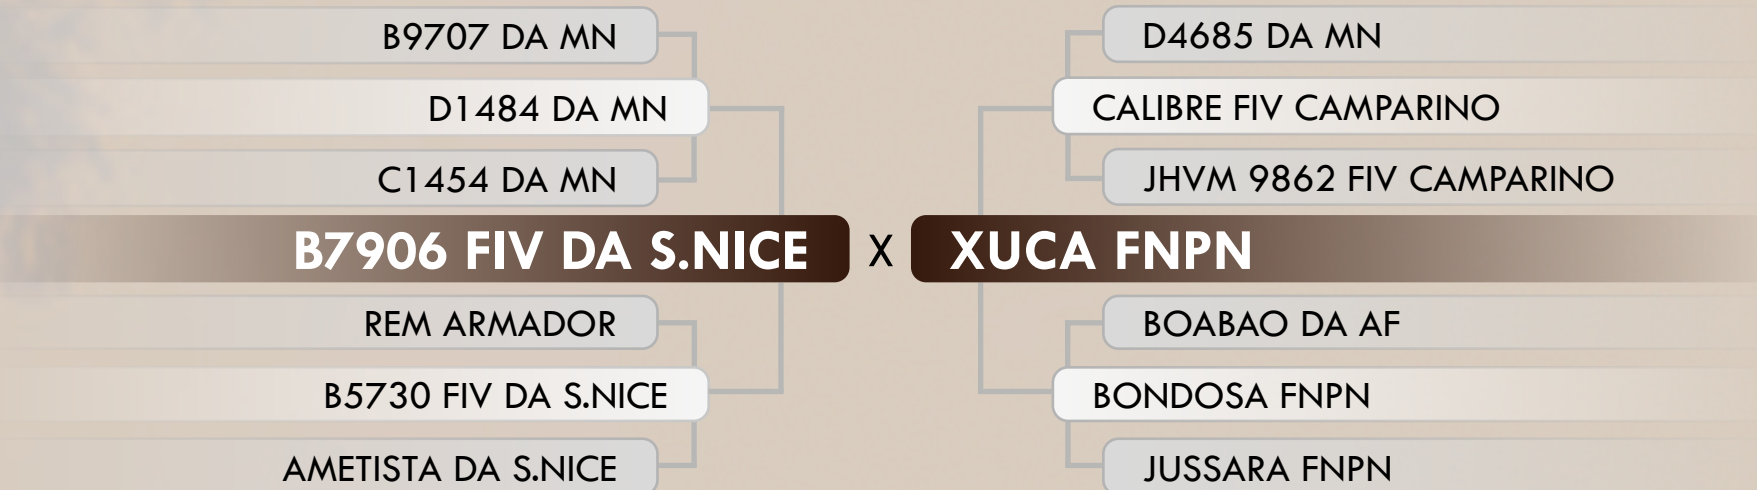 B9707 DA MN
D1484 DA MN
C1454 DA MN
B7906 FIV DA S.NICE X XUCA FNPN
REM ARMADOR
B5730 FIV DA S.NICE
AMETISTA DA S.NICE
D4685 DA MN
CALIBRE FIV CAMPARINO
JHVM 9862 FIV CAMPARINO
BOABAO DA AF
BONDOSA FNPN
JUSSARA FNPN